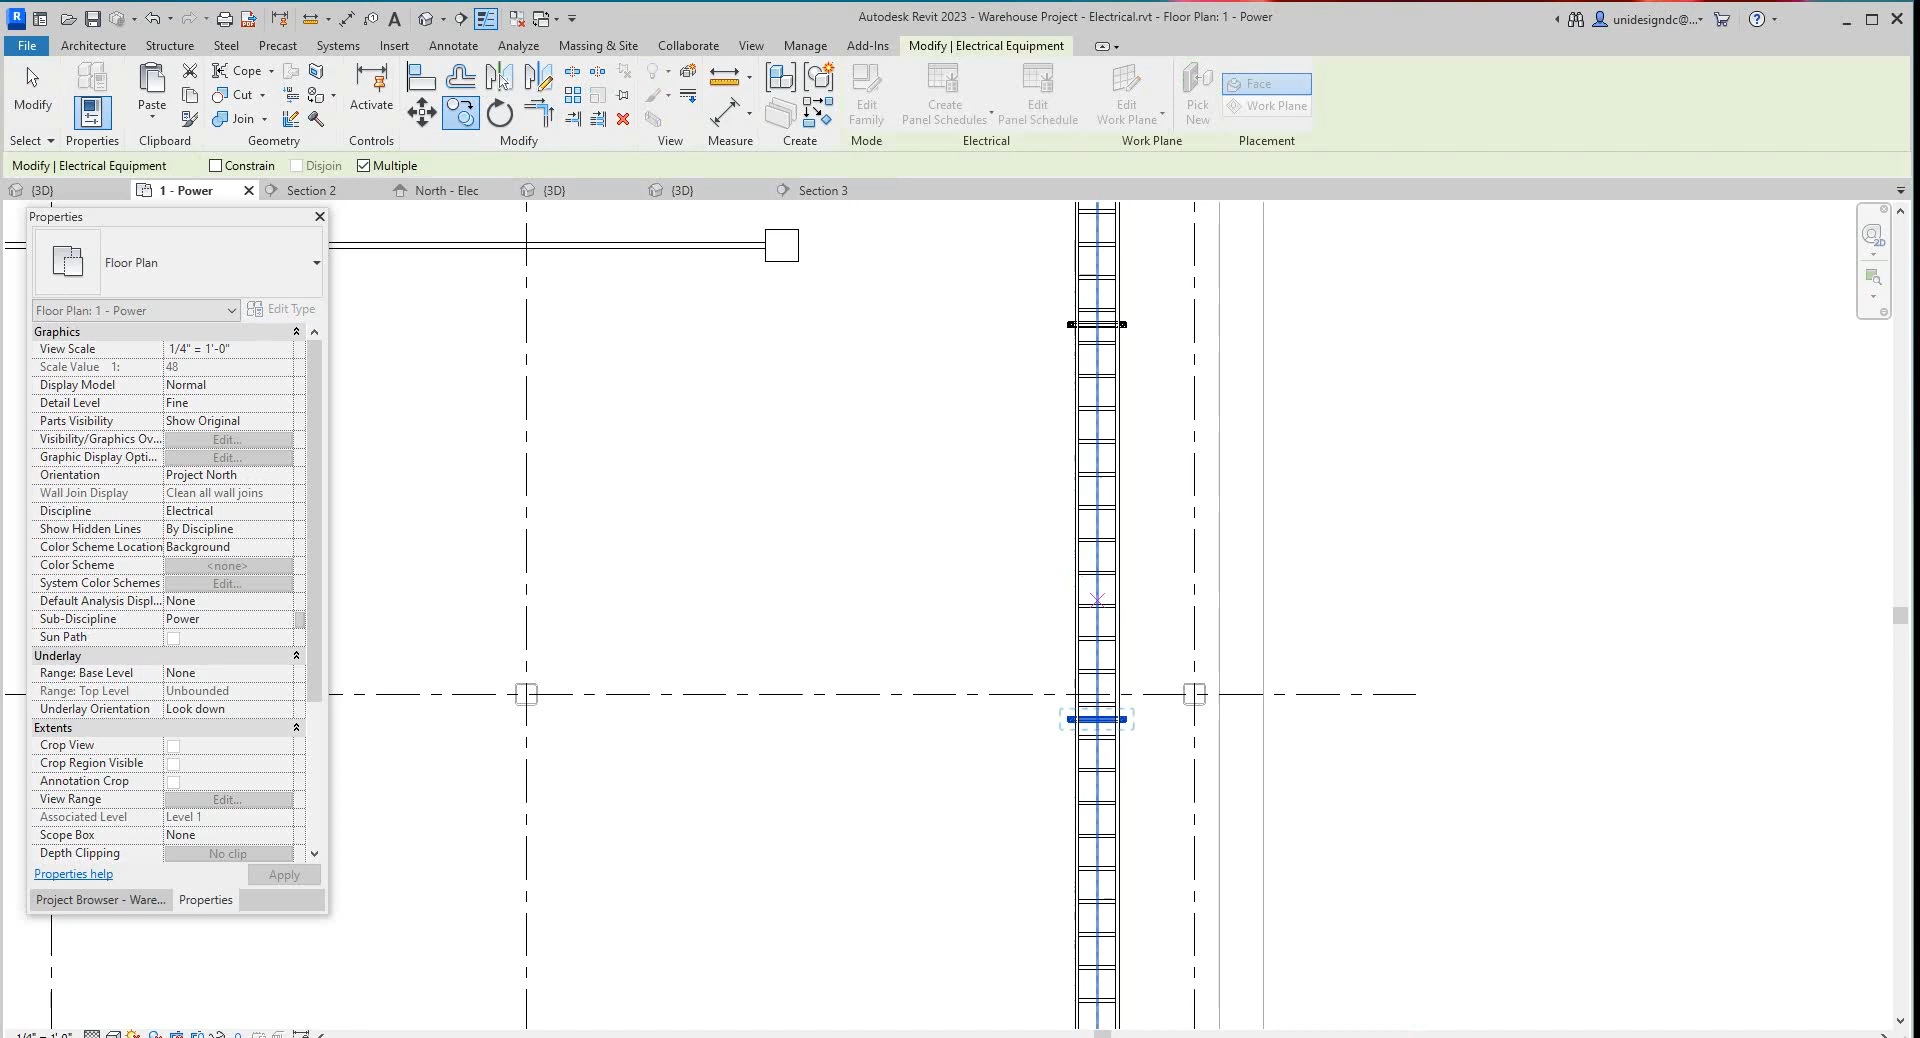 Autodesk Revit 2023 - Warehouse Project - Electrical.rvt - Floor Plan: 1 - Power
unidesigndc@...
File Architecture Structure Steel Precast Systems Insert Annotate Analyze Massing & Site Collaborate View Manage Add-Ins Modify | Electrical Equipment
Modify
Paste
Cope
Cut
Join
Activate
Edit Family
Create Panel Schedules
Edit Panel Schedule
Edit Work Plane
Pick New
Face
Work Plane
Select Properties Clipboard Geometry Controls Modify View Measure Create Mode Electrical Work Plane Placement
Modify | Electrical Equipment Constrain Disjoin Multiple
{3D} 1 - Power Section 2 North - Elec {3D} {3D} Section 3
Properties
Floor Plan
Floor Plan: 1 - Power Edit Type
Graphics
View Scale 1/4" = 1'-0"
Scale Value 1: 48
Display Model Normal
Detail Level Fine
Parts Visibility Show Original
Visibility/Graphics Ov... Edit...
Graphic Display Opti... Edit...
Orientation Project North
Wall Join Display Clean all wall joins
Discipline Electrical
Show Hidden Lines By Discipline
Color Scheme Location Background
Color Scheme <none>
System Color Schemes Edit...
Default Analysis Displ... None
Sub-Discipline Power
Sun Path
Underlay
Range: Base Level None
Range: Top Level Unbounded
Underlay Orientation Look down
Extents
Crop View
Crop Region Visible
Annotation Crop
View Range Edit...
Associated Level Level 1
Scope Box None
Depth Clipping No clip
Properties help Apply
Project Browser - Ware... Properties
1/4" = 1'-0"
2D